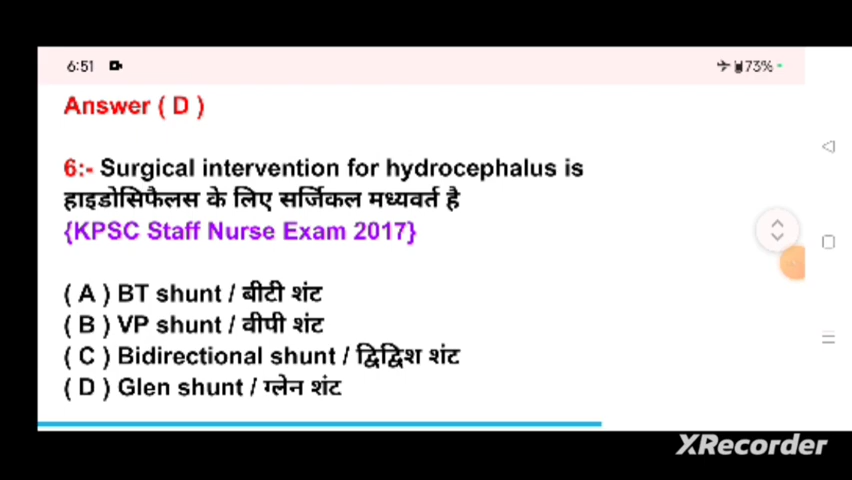 6:51
73%
Answer ( D )
6:- Surgical intervention for hydrocephalus is
हाइडोसिफैलस के लिए सर्जिकल मध्यवर्त है
{KPSC Staff Nurse Exam 2017}
( A ) BT shunt / बीटी शंट
( B ) VP shunt / वीपी शंट
( C ) Bidirectional shunt / द्विद्विश शंट
( D ) Glen shunt / ग्लेन शंट
XRecorder